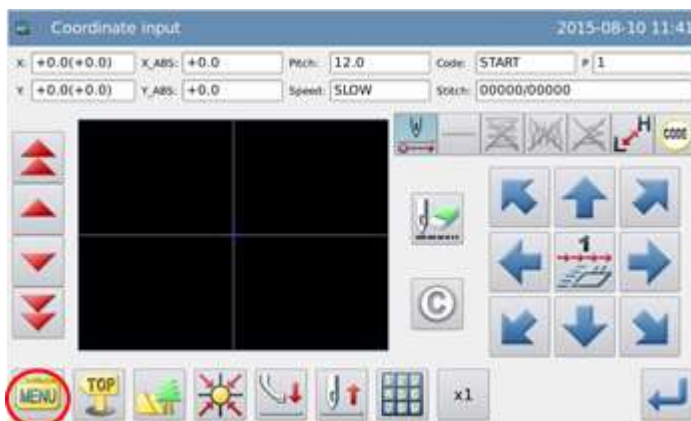 Coordinate input 2015-08-10 11:41
X: +0.0(+0.0) X_ABS: +0.0 Pitch: 12.0 Code: START P 1
Y: +0.0(+0.0) Y_ABS: +0.0 Speed: SLOW Stitch: 00000/00000
L H CODE
1
C
MENU TOP x1